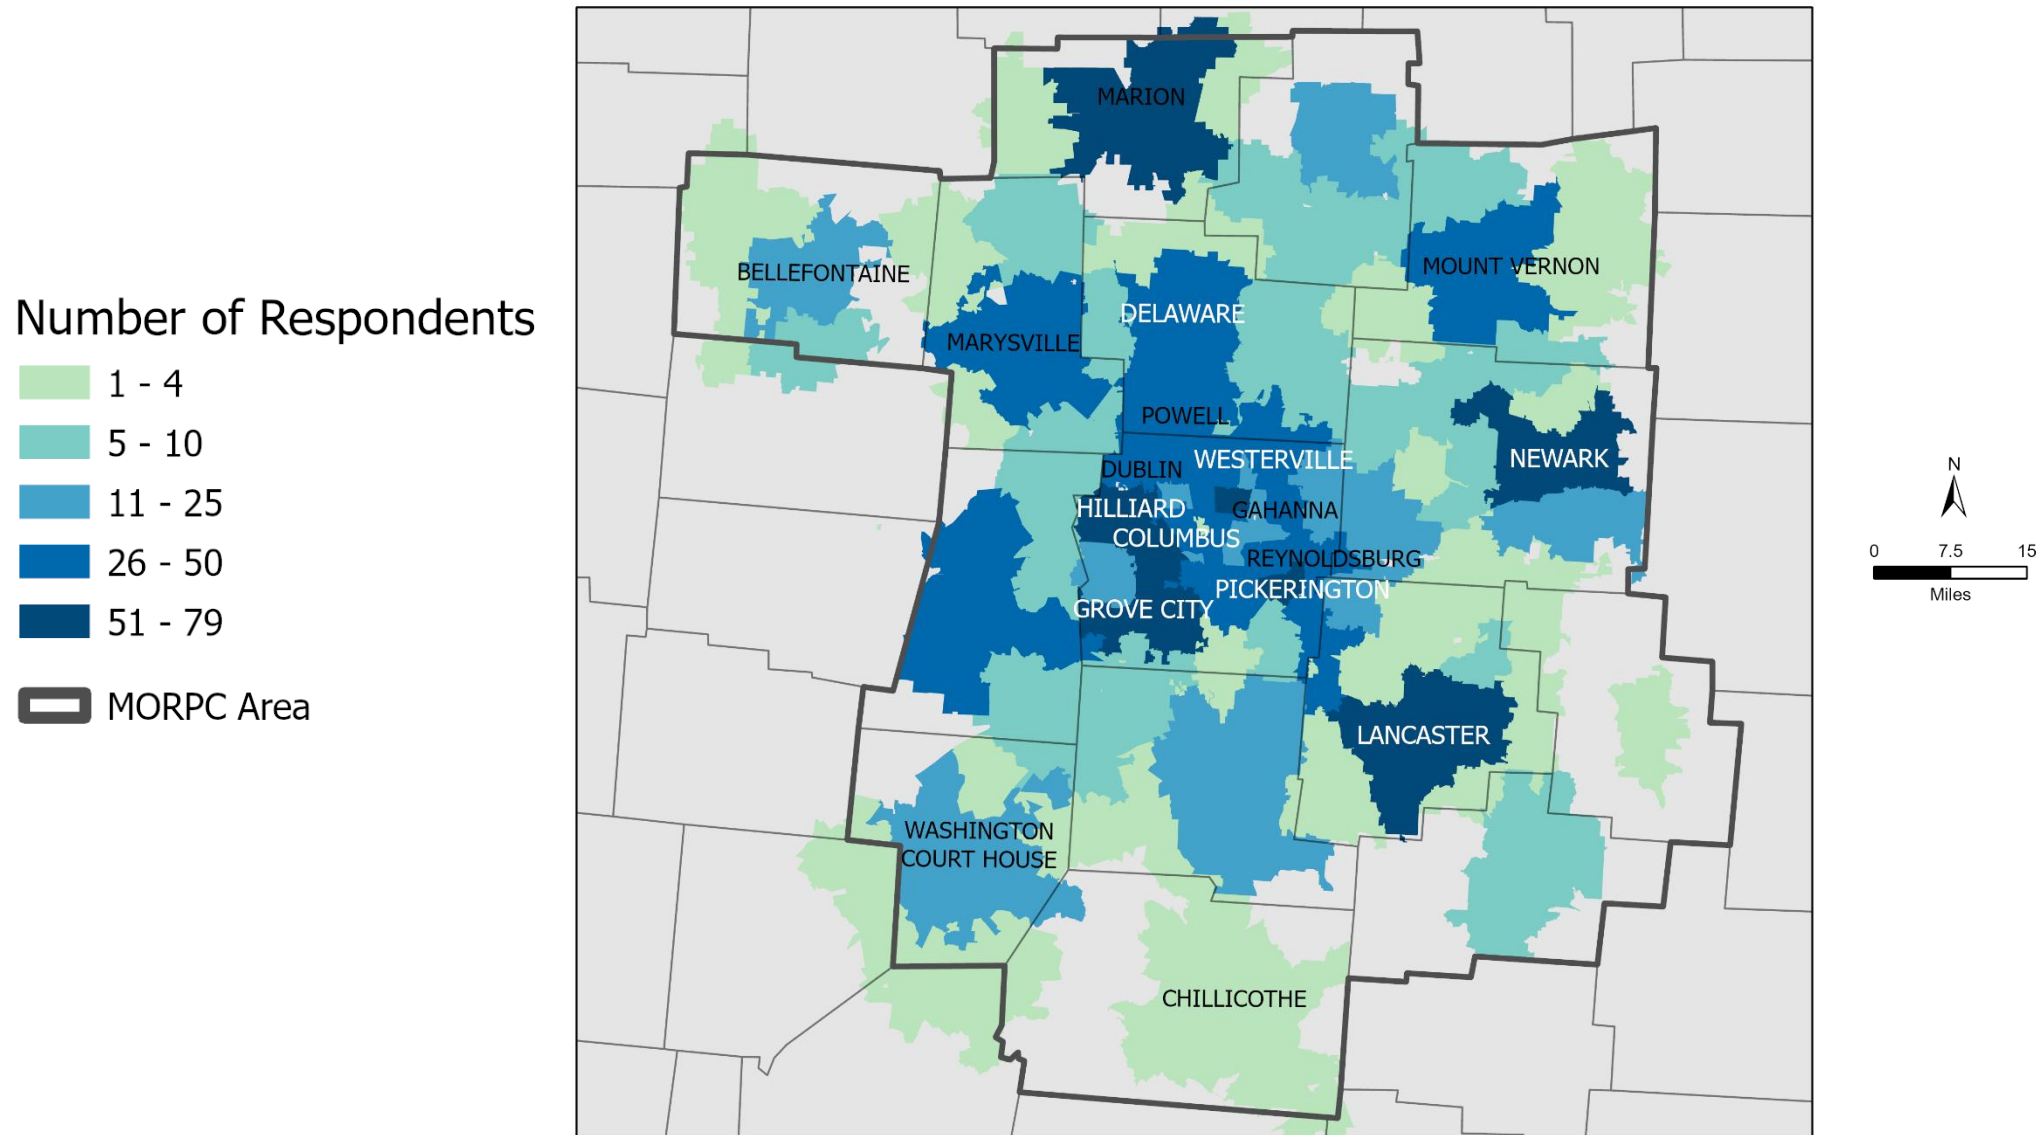 Number of Respondents
1 - 4
5 - 10
11 - 25
26 - 50
51 - 79
MORPC Area
MARION
BELLEFONTAINE
MOUNT VERNON
DELAWARE
MARYSVILLE
POWELL
DUBLIN
WESTERVILLE
NEWARK
HILLIARD
GAHANNA
COLUMBUS
REYNOLDSBURG
PICKERINGTON
GROVE CITY
LANCASTER
WASHINGTON
COURT HOUSE
CHILLICOTHE
N
0 7.5 15
Miles